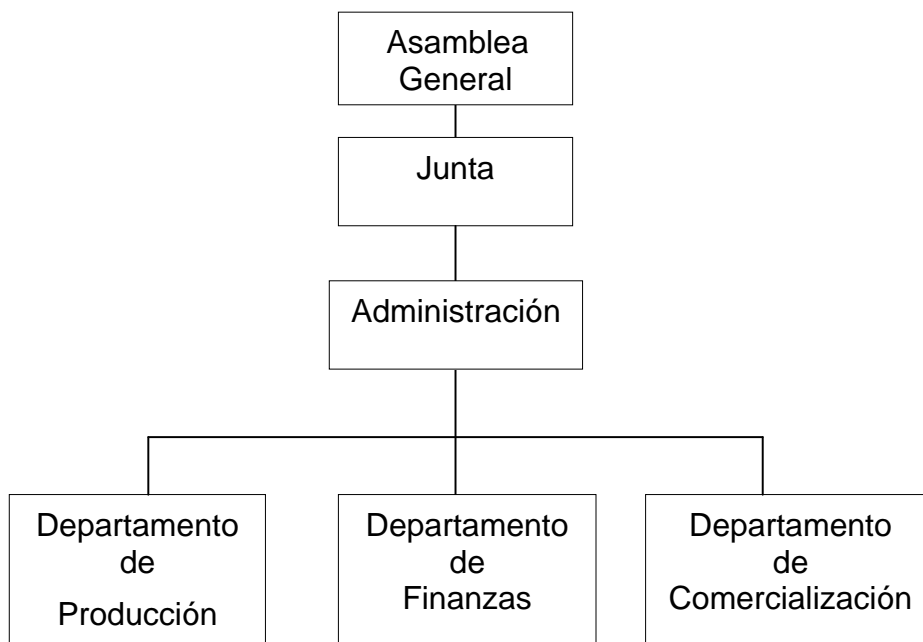 Asamblea
General
Junta
Administración
Departamento
de
Producción
Departamento
de
Finanzas
Departamento
de
Comercialización